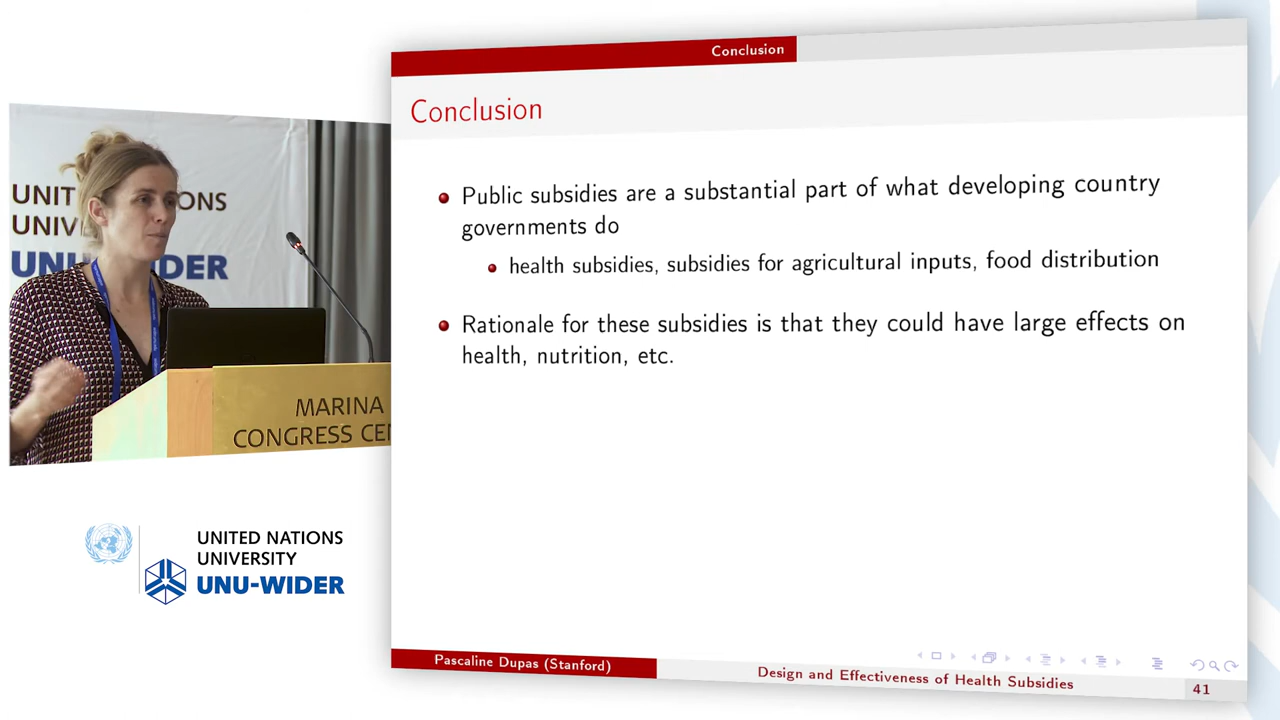 UNIT ONS
UNIV
UN DER
MARINA
CONGRESS CE
UNITED NATIONS
UNIVERSITY
UNU-WIDER
Conclusion
Conclusion
Public subsidies are a substantial part of what developing country
governments do
health subsidies, subsidies for agricultural inputs, food distribution
Rationale for these subsidies is that they could have large effects on
health, nutrition, etc.
Pascaline Dupas (Stanford)
Design and Effectiveness of Health Subsidies
41